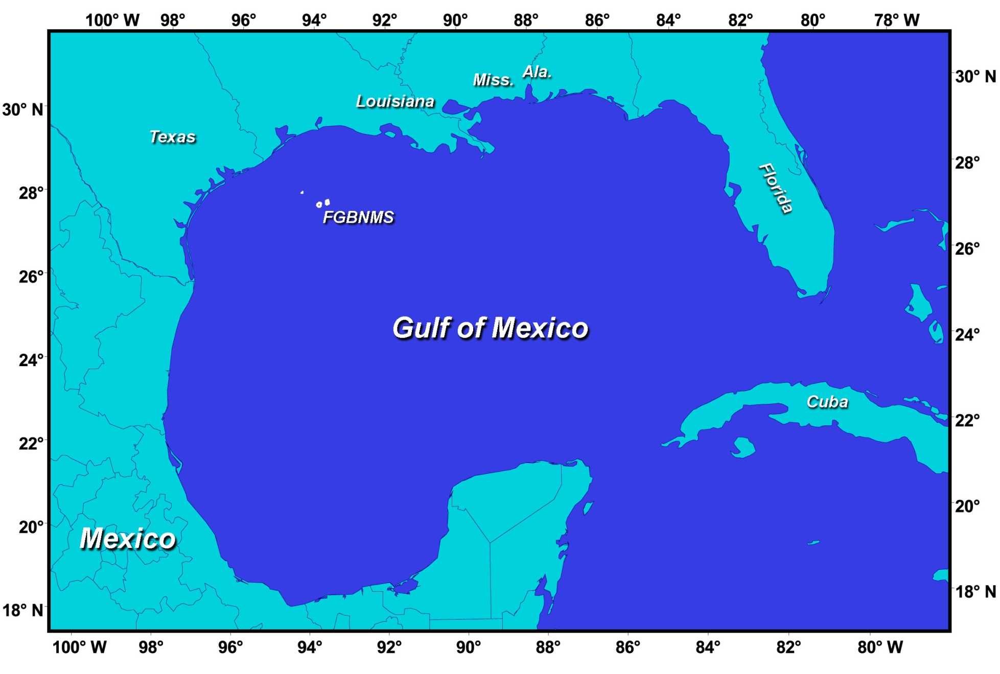 100° W 98° 96° 94° 92° 90° 88° 86° 84° 82° 80° 78° W
Miss. Ala.
30° N
Louisiana
30° N
Texas
28°
Florida
28°
FGBNMS
26°
26°
Gulf of Mexico
24°
24°
Cuba
22°
22°
20°
20°
Mexico
18° N
18° N
100° W 98° 96° 94° 92° 90° 88° 86° 84° 82° 80° W